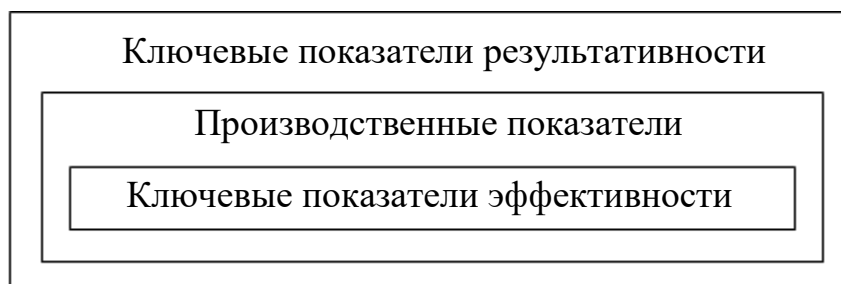 Ключевые показатели результативности
Производственные показатели
Ключевые показатели эффективности